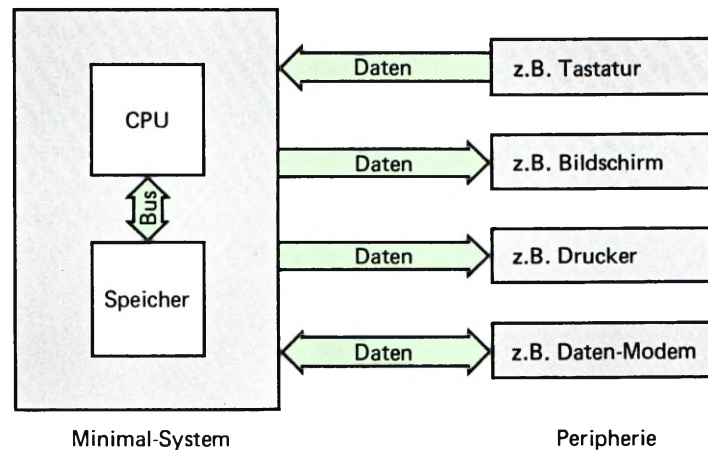 Daten
z.B. Tastatur
CPU
Daten
z.B. Bildschirm
Bus
Daten
z.B. Drucker
Speicher
Daten
z.B. Daten-Modem
Minimal-System
Peripherie